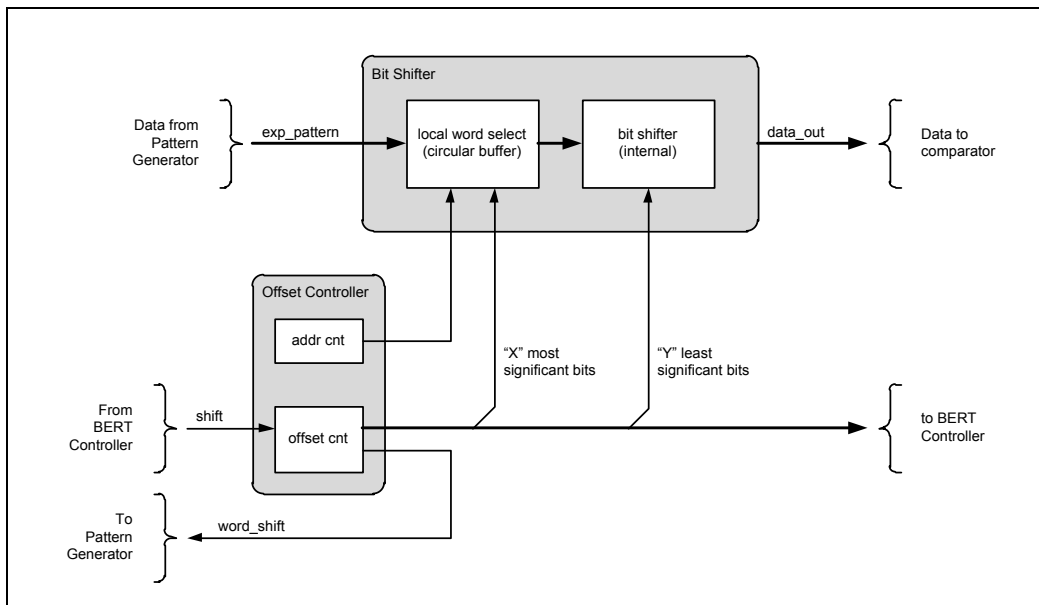 Bit Shifter
Data from
Pattern
Generator
exp_pattern
local word select
(circular buffer)
bit shifter
(internal)
data_out
Data to
comparator
Offset Controller
addr cnt
"X" most
significant bits
"Y" least
significant bits
From
BERT
Controller
shift
offset cnt
to BERT
Controller
To
Pattern
Generator
word_shift